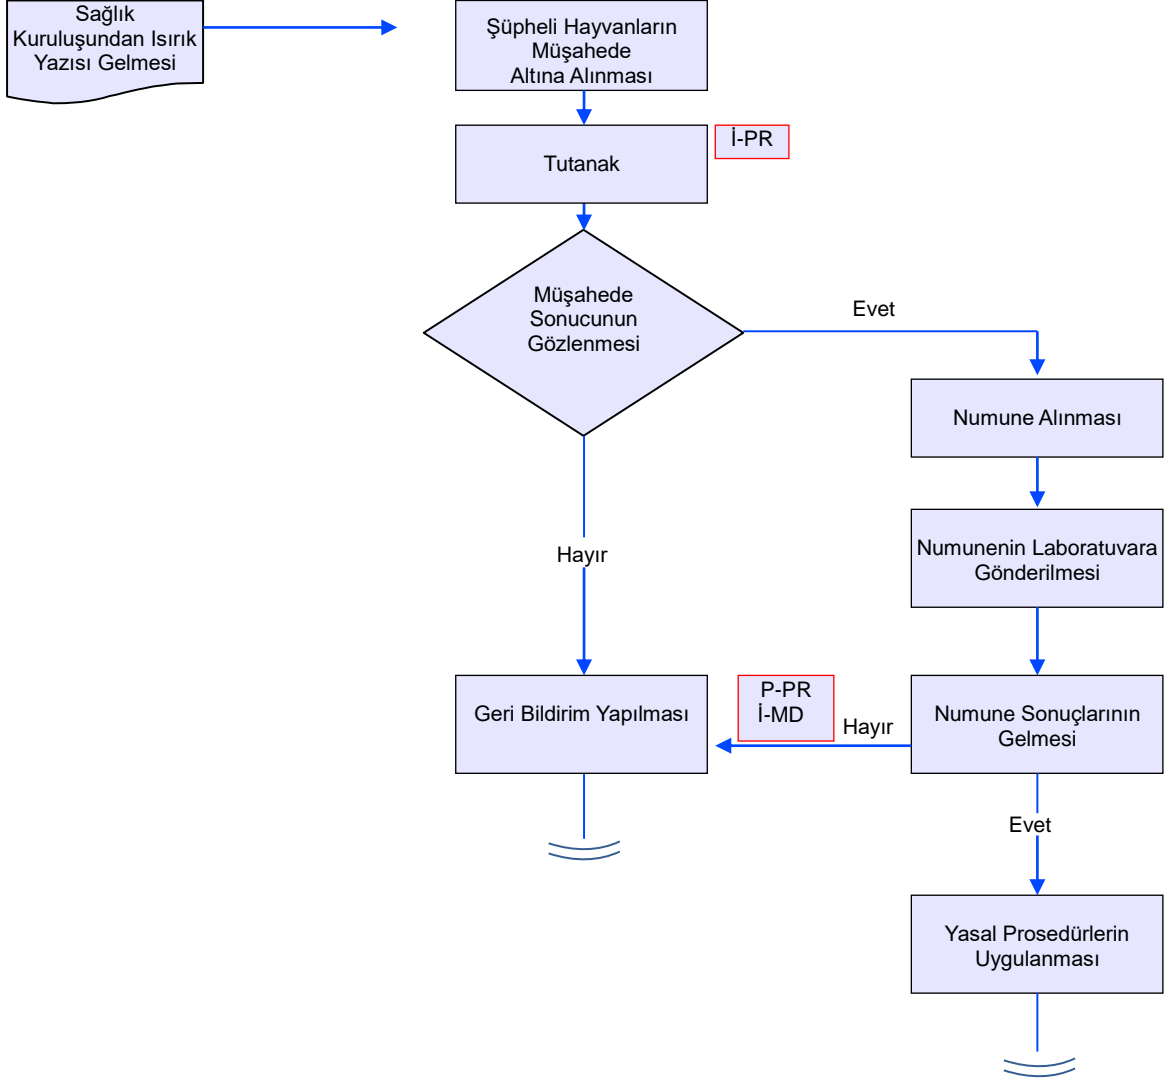 Sağlık
Kuruluşundan Isırık
Yazısı Gelmesi
Şüpheli Hayvanların
Müşahede
Altına Alınması
Tutanak
İ-PR
Müşahede
Sonucunun
Gözlenmesi
Evet
Numune Alınması
Numunenin Laboratuvara
Gönderilmesi
Hayır
Geri Bildirim Yapılması
P-PR
İ-MD
Hayır
Numune Sonuçlarının
Gelmesi
Evet
Yasal Prosedürlerin
Uygulanması